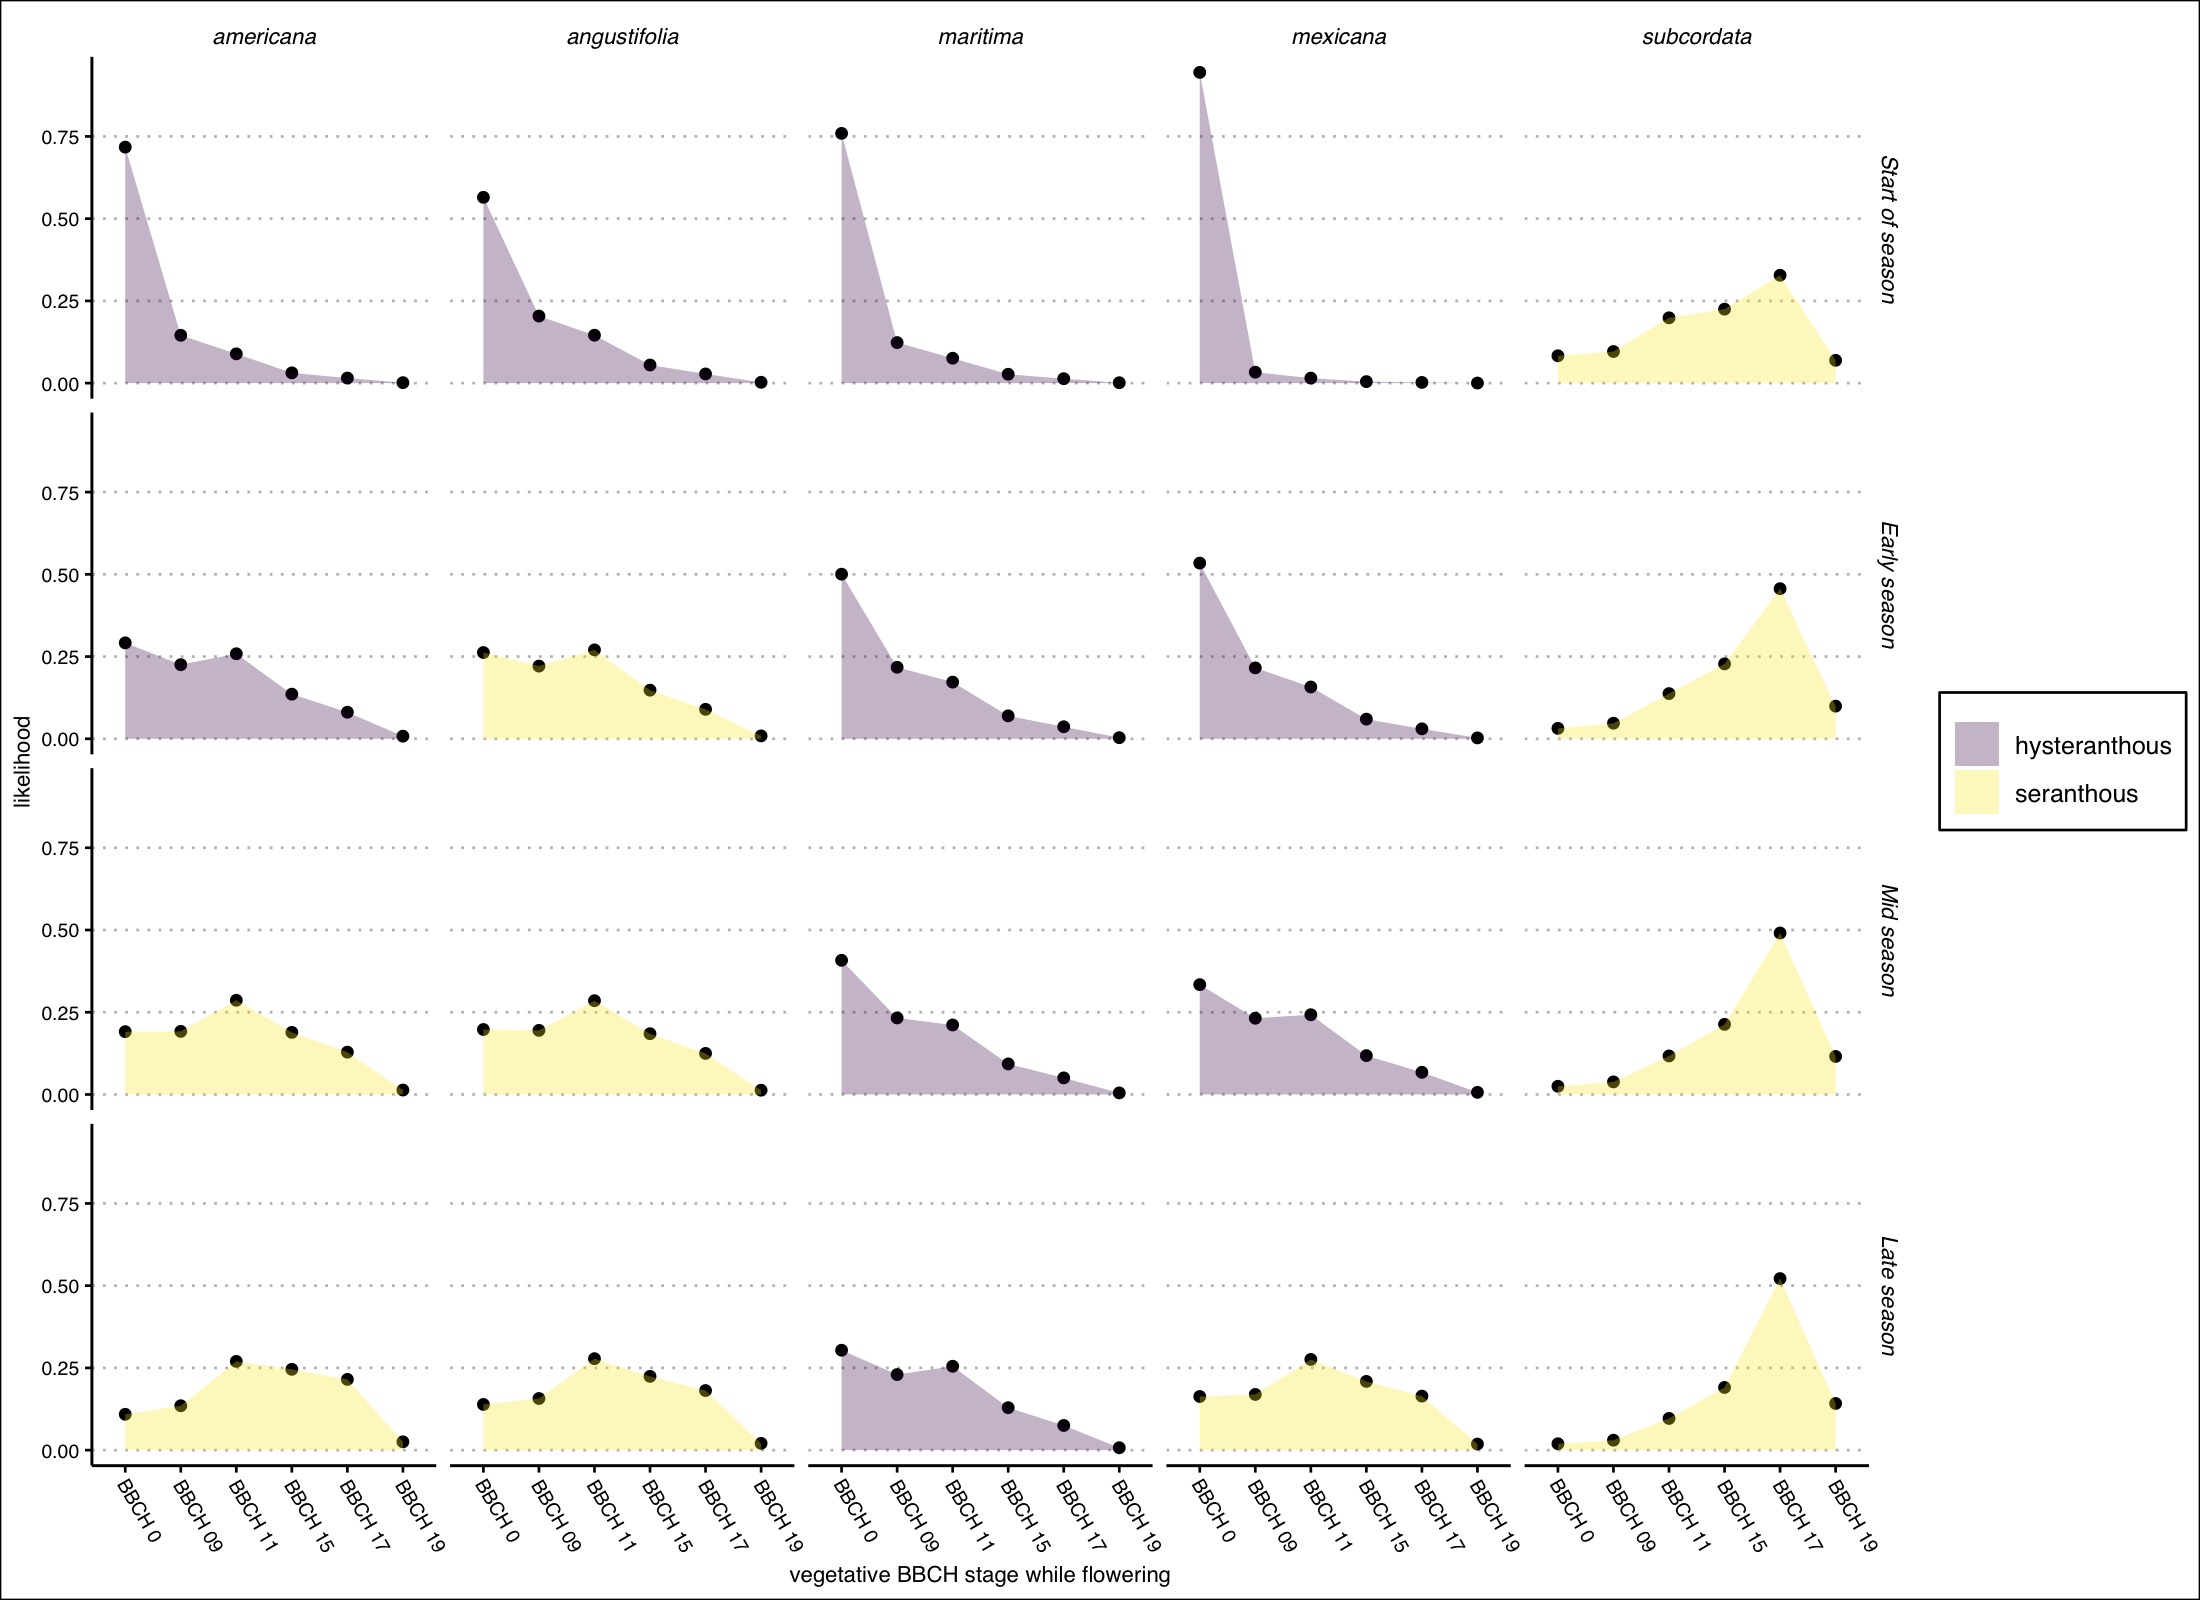 americana angustifolia maritima mexicana subcordata
0.75
0.50
0.25
0.00
Start of season
0.75
0.50
0.25
0.00
Early season
likelihood
hysteranthous
seranthous
0.75
0.50
0.25
0.00
Mid season
0.75
0.50
0.25
0.00
Late season
BBCH 0 BBCH 09 BBCH 11 BBCH 15 BBCH 17 BBCH 19 BBCH 0 BBCH 09 BBCH 11 BBCH 15 BBCH 17 BBCH 19 BBCH 0 BBCH 09 BBCH 11 BBCH 15 BBCH 17 BBCH 19 BBCH 0 BBCH 09 BBCH 11 BBCH 15 BBCH 17 BBCH 19 BBCH 0 BBCH 09 BBCH 11 BBCH 15 BBCH 17 BBCH 19
vegetative BBCH stage while flowering